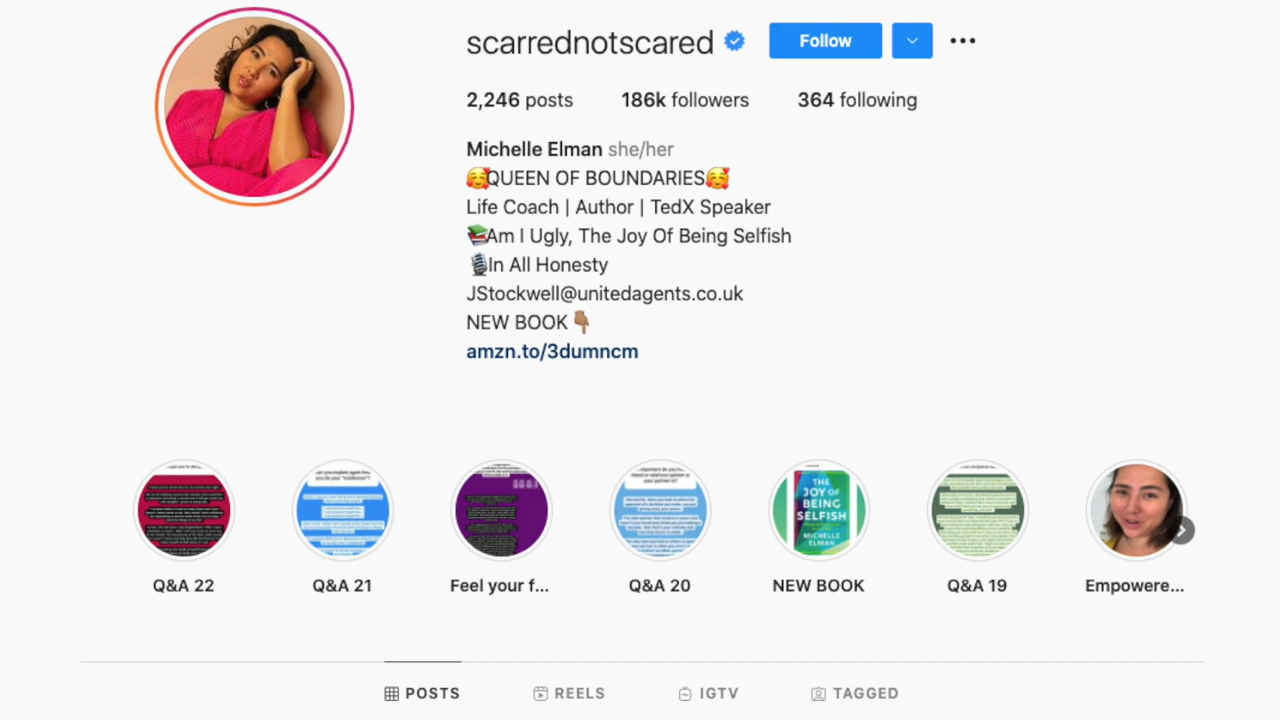 scarrednotscared
Follow
2,246 posts 186k followers 364 following
Michelle Elman she/her
🥰QUEEN OF BOUNDARIES🥰
Life Coach | Author | TedX Speaker
📚Am I Ugly, The Joy Of Being Selfish
🎙️In All Honesty
JStockwell@unitedagents.co.uk
NEW BOOK👇🏽
amzn.to/3dumncm
THE
JOY OF
BEING
SELFISH
MICHELLE
ELMAN
Q&A 22
Q&A 21
Feel your f...
Q&A 20
NEW BOOK
Q&A 19
Empowere...
POSTS
REELS
IGTV
TAGGED